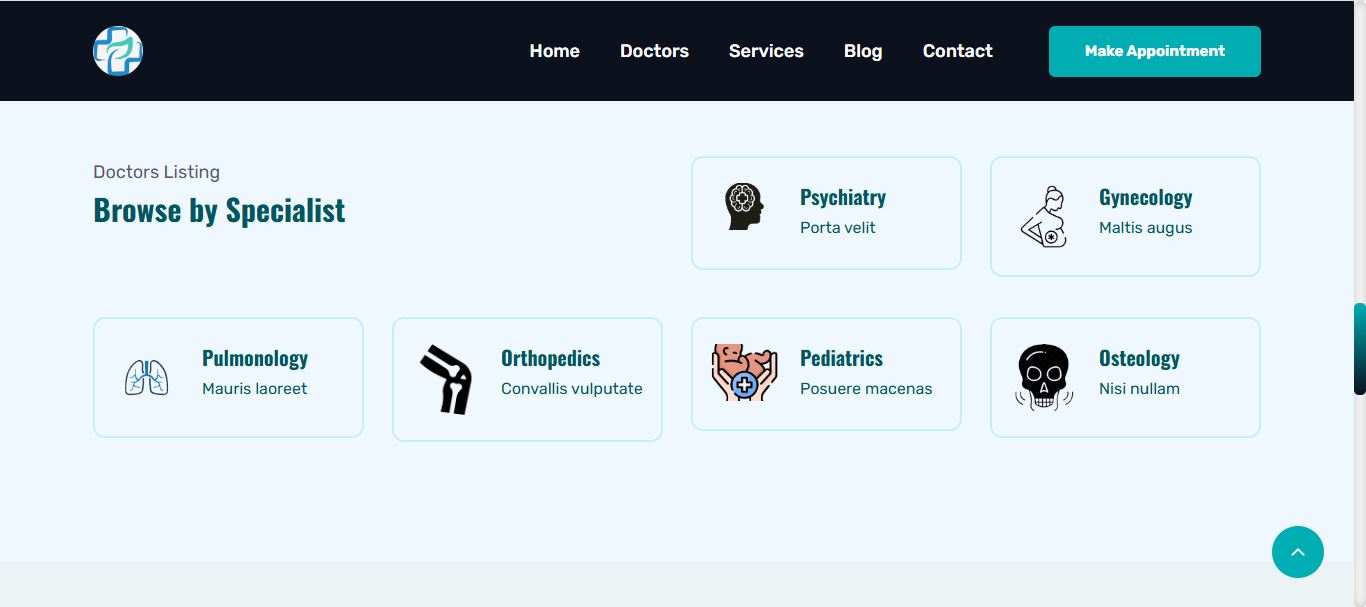 Home Doctors Services Blog Contact Make Appointment
Doctors Listing
Browse by Specialist
Psychiatry
Porta velit
Gynecology
Maltis augus
Pulmonology
Mauris laoreet
Orthopedics
Convallis vulputate
Pediatrics
Posuere macenas
Osteology
Nisi nullam